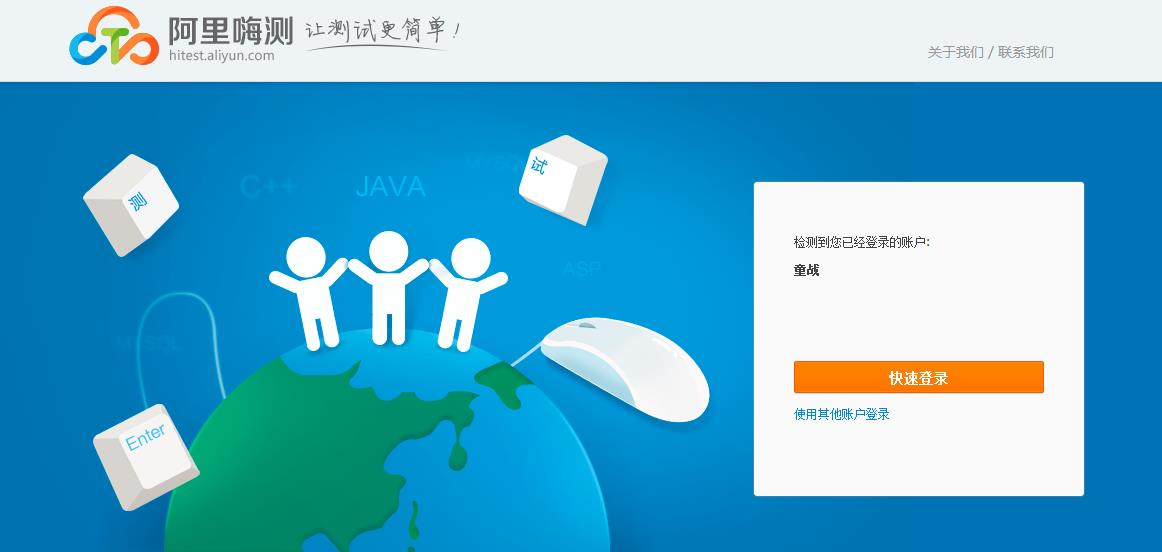 阿里嗨测
让测试更简单！
hitest.aliyun.com
关于我们 / 联系我们
测
C++
JAVA
MYSQL
试
ASP
MYSQL
Enter
检测到您已经登录的账户:
童战
快速登录
使用其他账户登录